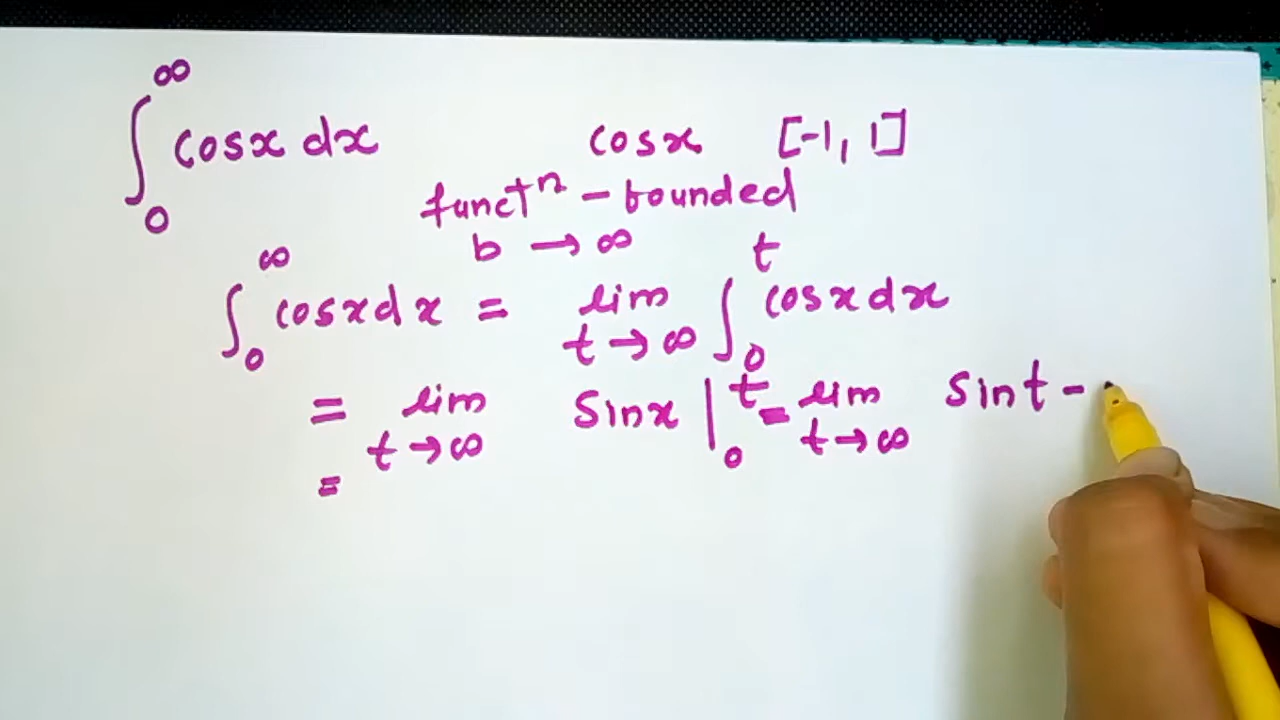 ∫₀^∞ cosx dx cosx [-1, 1]
functⁿ - bounded
b → ∞
∫₀^∞ cosx dx = lim t→∞ ∫₀^t cosx dx
= lim t→∞ sinx |₀^t = lim t→∞ sint -
=